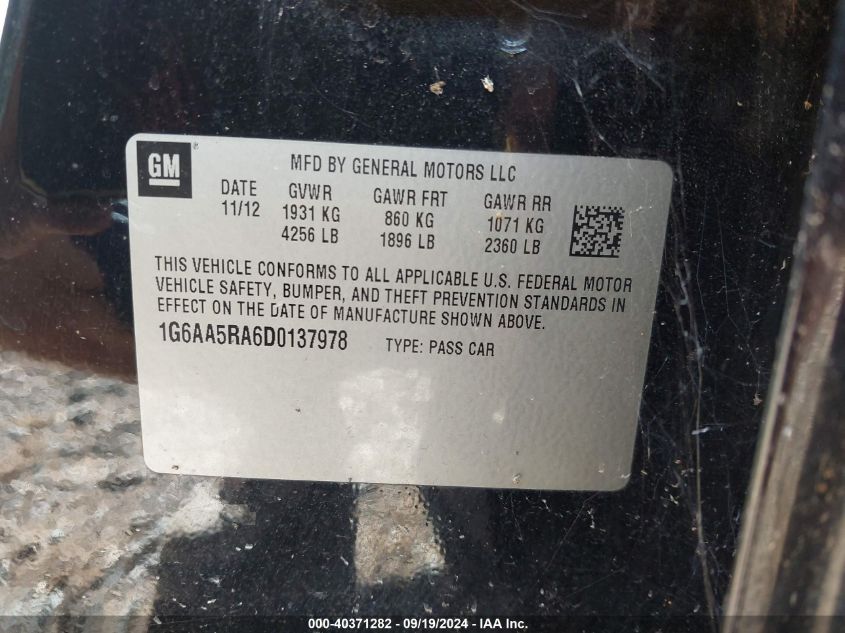 GM ®
MFD BY GENERAL MOTORS LLC
DATE GVWR GAWR FRT GAWR RR
11/12 1931 KG 860 KG 1071 KG
4256 LB 1896 LB 2360 LB
THIS VEHICLE CONFORMS TO ALL APPLICABLE U.S. FEDERAL MOTOR
VEHICLE SAFETY, BUMPER, AND THEFT PREVENTION STANDARDS IN
EFFECT ON THE DATE OF MANUFACTURE SHOWN ABOVE.
1G6AA5RA6D0137978 TYPE: PASS CAR
000-40371282 - 09/19/2024 - IAA Inc.